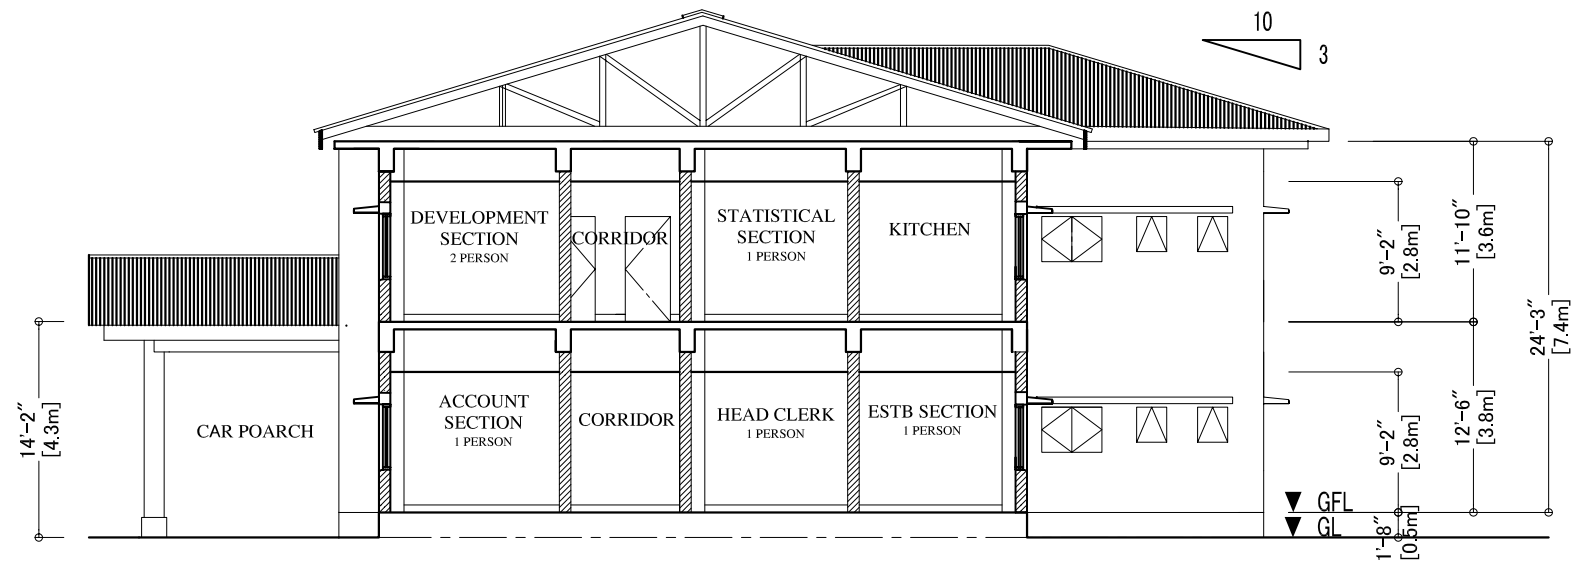 10
3
DEVELOPMENT
SECTION
2 PERSON
CORRIDOR
STATISTICAL
SECTION
1 PERSON
KITCHEN
9'-2"
[2.8m]
11'-10"
[3.6m]
24'-3"
[7.4m]
14'-2"
[4.3m]
CAR POARCH
ACCOUNT
SECTION
1 PERSON
CORRIDOR
HEAD CLERK
1 PERSON
ESTB SECTION
1 PERSON
9'-2"
[2.8m]
12'-6"
[3.8m]
GFL
GL
1'-8"
[0.5m]